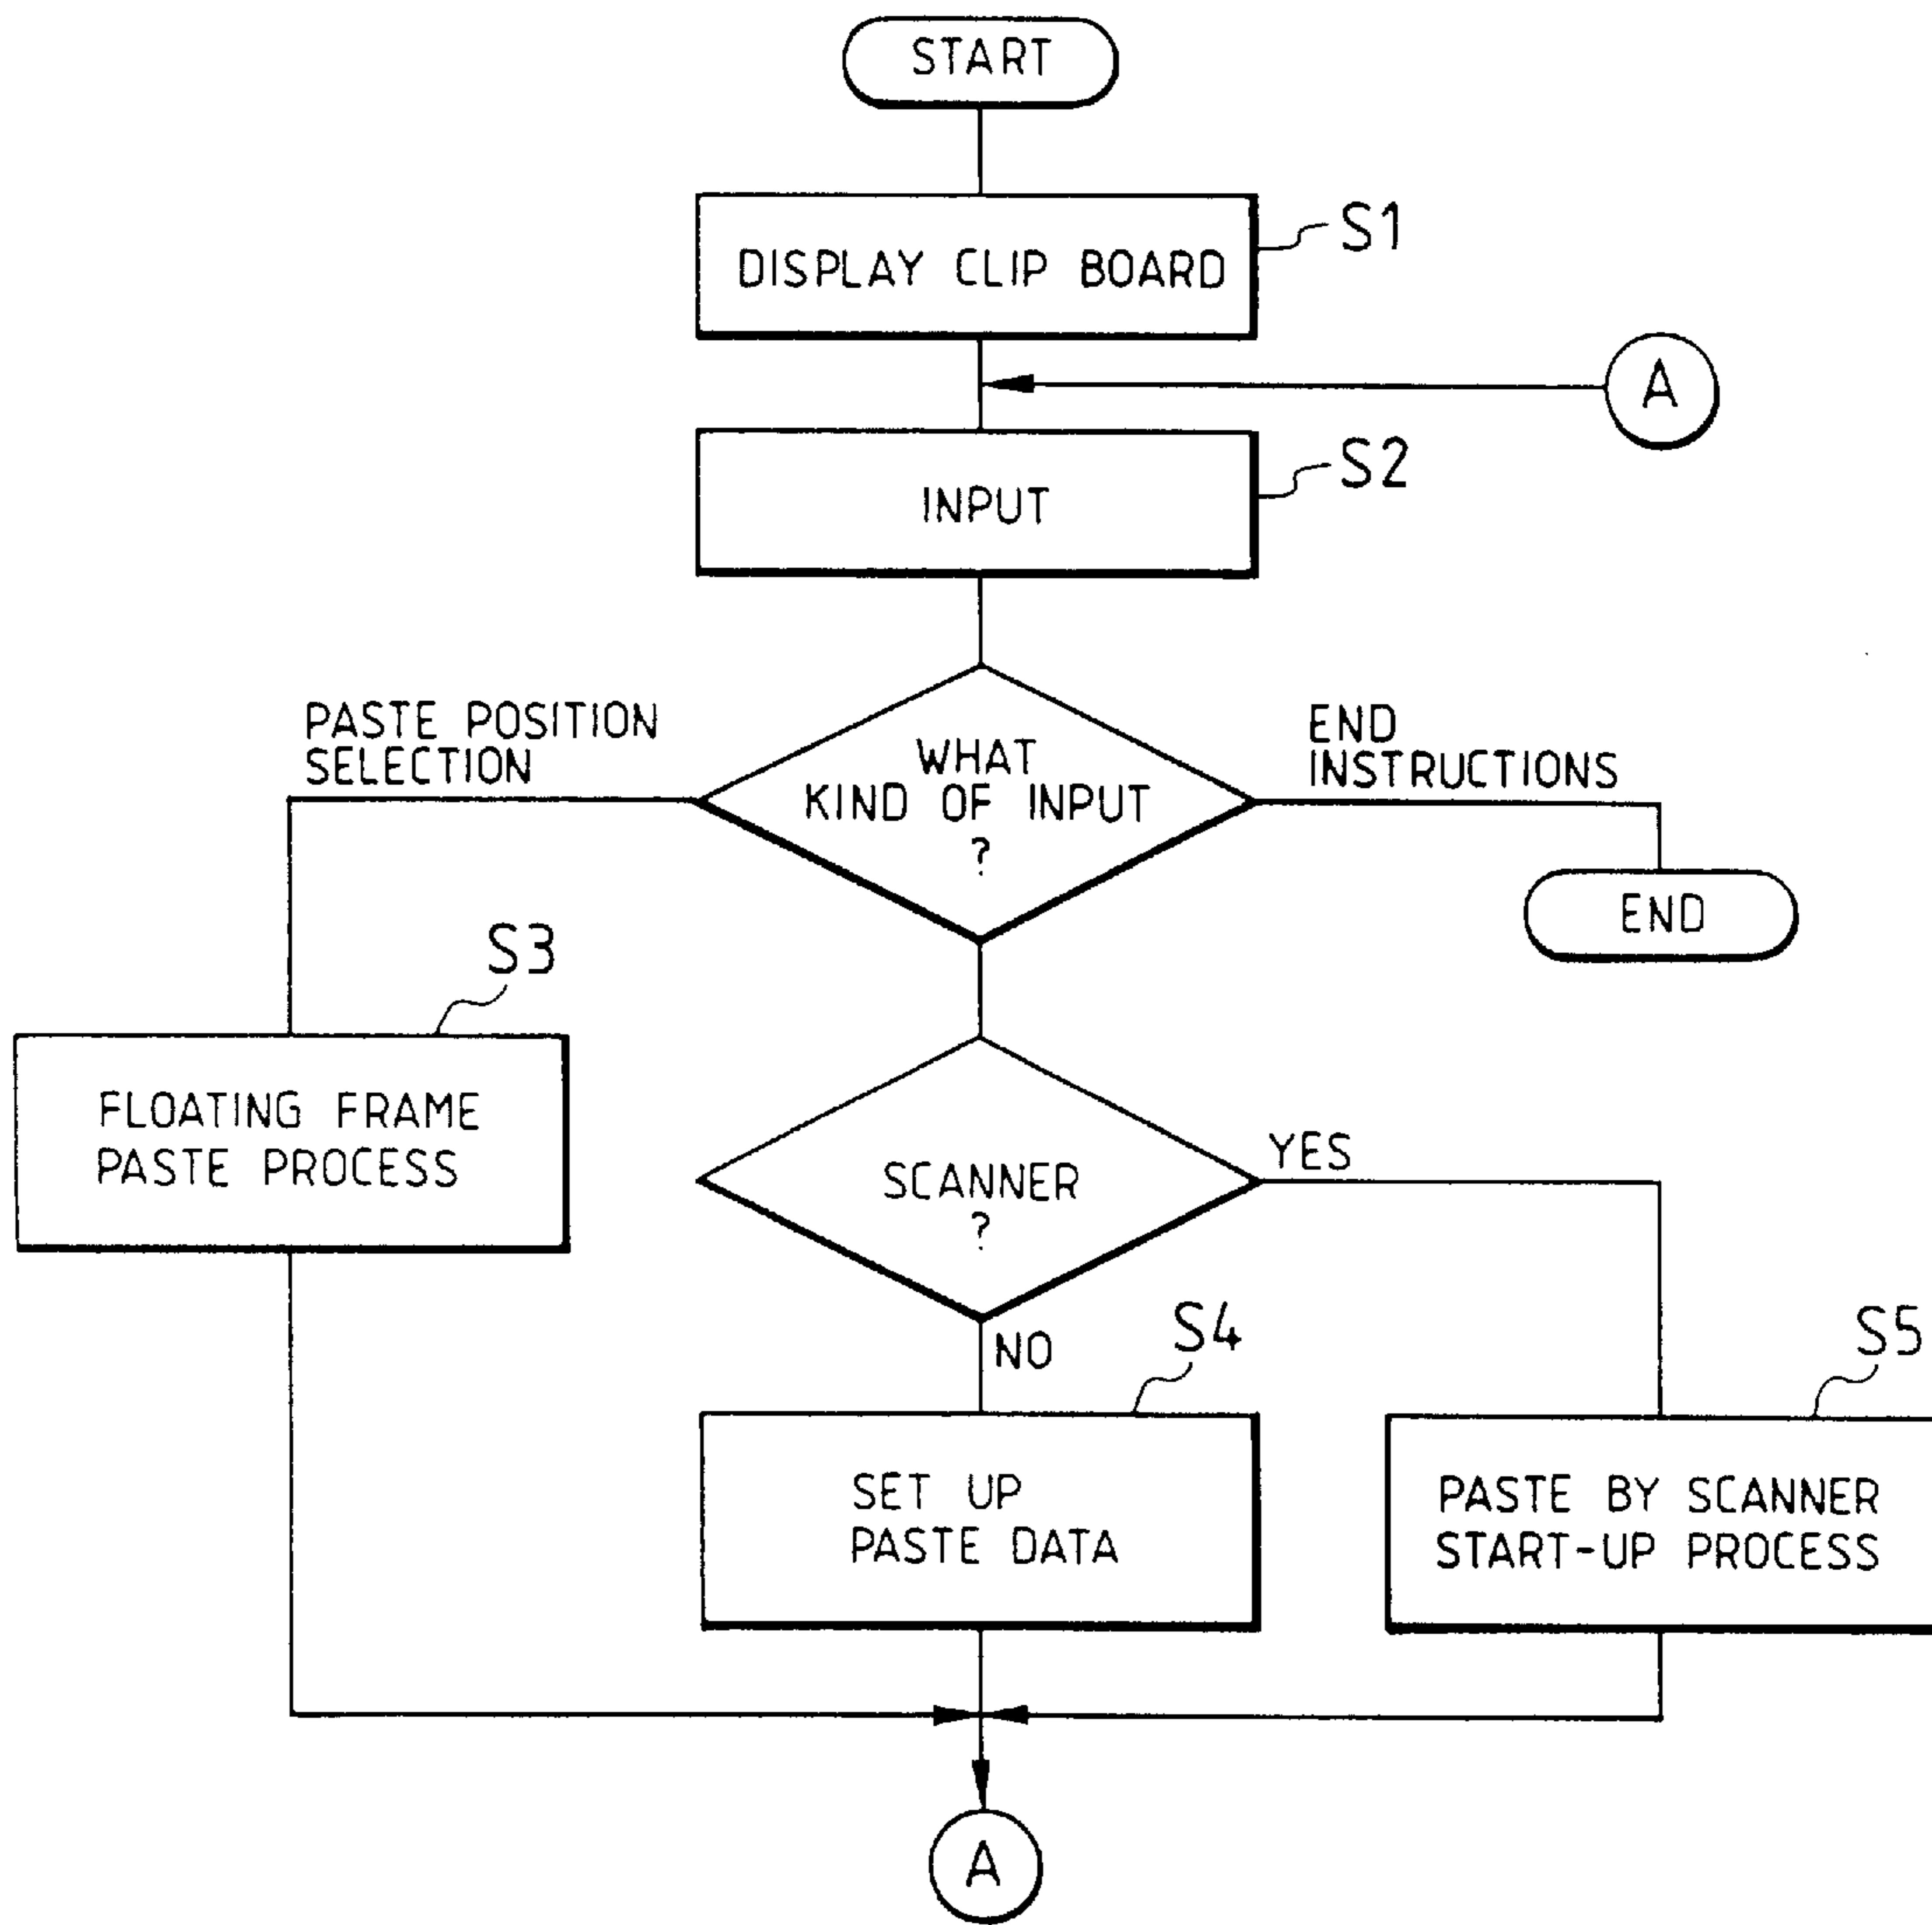 START
DISPLAY CLIP BOARD
S1
A
INPUT
S2
PASTE POSITION
SELECTION
WHAT
KIND OF INPUT
?
END
INSTRUCTIONS
END
S3
FLOATING FRAME
PASTE PROCESS
SCANNER
?
YES
NO
S4
SET UP
PASTE DATA
S5
PASTE BY SCANNER
START-UP PROCESS
A